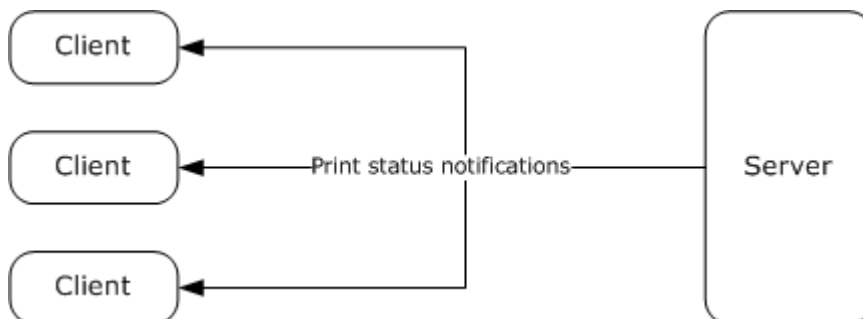 Client
Client
Print status notifications
Server
Client